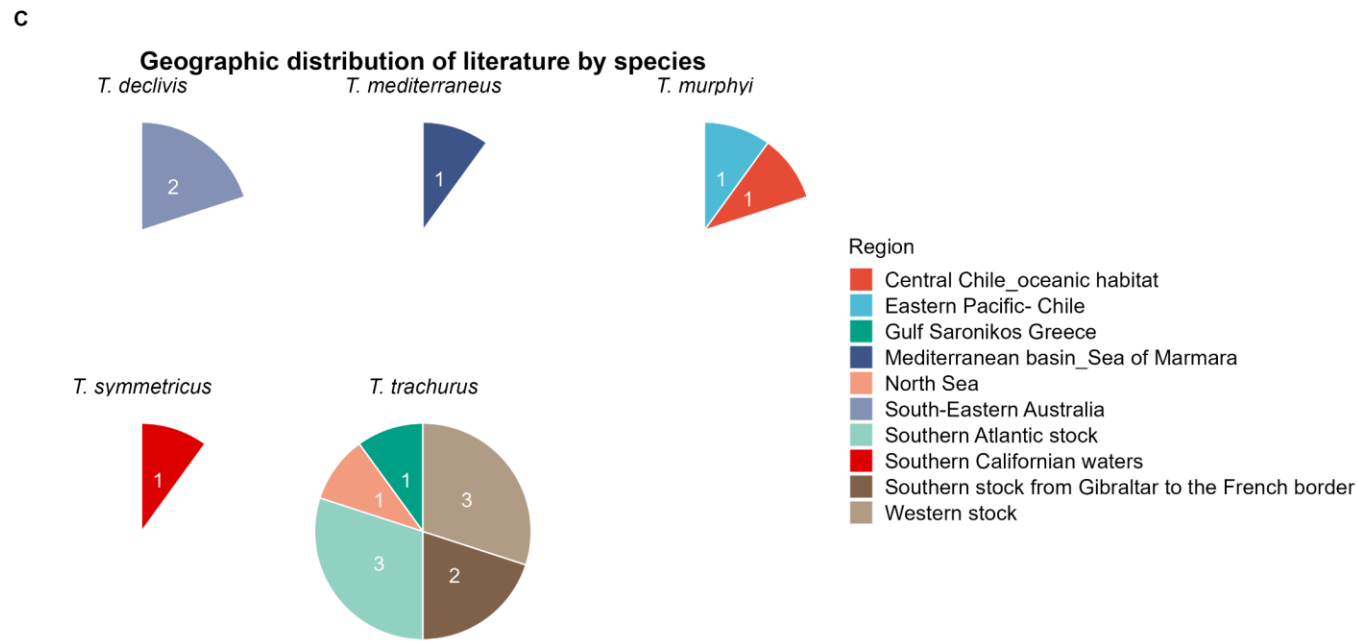 C
Geographic distribution of literature by species
T. declivis
T. mediterraneus
T. murphyi
2
1
1
1
Region
Central Chile_oceanic habitat
Eastern Pacific- Chile
Gulf Saronikos Greece
Mediterranean basin_Sea of Marmara
North Sea
South-Eastern Australia
Southern Atlantic stock
Southern Californian waters
Southern stock from Gibraltar to the French border
Western stock
T. symmetricus
T. trachurus
1
1
1
3
3
2